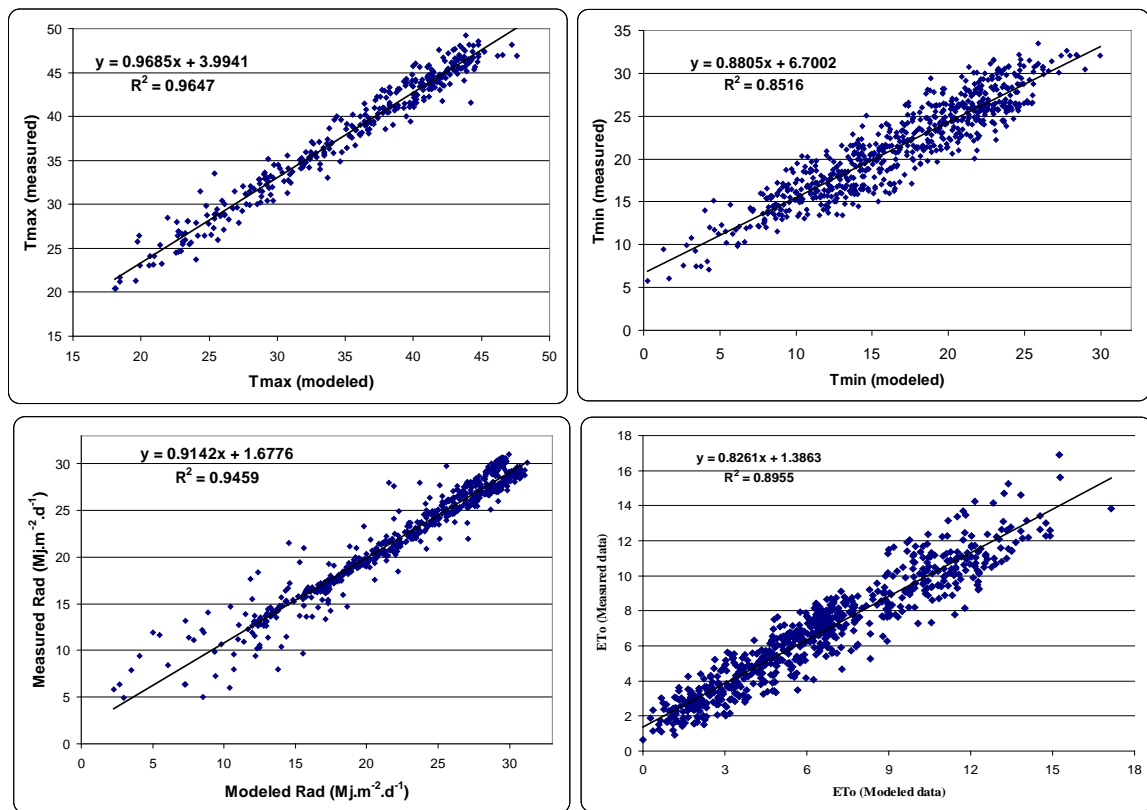 50
45
40
35
30
25
20
15
Tmax (measured)
y = 0.9685x + 3.9941
R² = 0.9647
15 20 25 30 35 40 45 50
Tmax (modeled)
35
30
25
20
15
10
5
0
Tmin (measured)
y = 0.8805x + 6.7002
R² = 0.8516
0 5 10 15 20 25 30
Tmin (modeled)
30
25
20
15
10
5
0
Measured Rad (Mj.m⁻².d⁻¹)
y = 0.9142x + 1.6776
R² = 0.9459
0 5 10 15 20 25 30
Modeled Rad (Mj.m⁻².d⁻¹)
18
16
14
12
10
8
6
4
2
0
ETo (Measured data)
y = 0.8261x + 1.3863
R² = 0.8955
0 3 6 9 12 15 18
ETo (Modeled data)